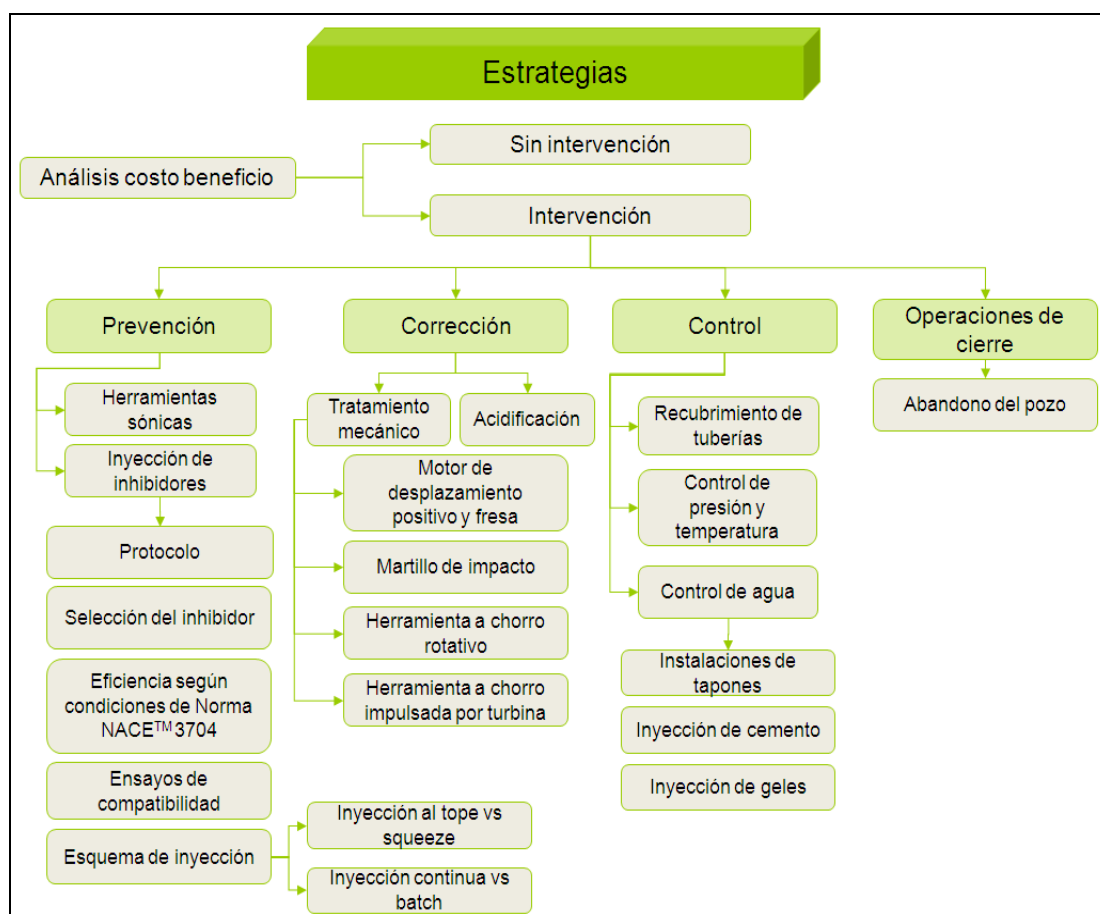 Estrategias
Sin intervención
Análisis costo beneficio
Intervención
Prevención
Corrección
Control
Operaciones de
cierre
Herramientas
sónicas
Inyección de
inhibidores
Protocolo
Selección del inhibidor
Eficiencia según
condiciones de Norma
NACE™ 3704
Ensayos de
compatibilidad
Esquema de inyección
Inyección al tope vs
squeeze
Inyección continua vs
batch
Tratamiento
mecánico
Acidificación
Motor de
desplazamiento
positivo y fresa
Martillo de impacto
Herramienta a chorro
rotativo
Herramienta a chorro
impulsada por turbina
Recubrimiento de
tuberías
Control de
presión y
temperatura
Control de agua
Instalaciones de
tapones
Inyección de cemento
Inyección de geles
Abandono del pozo